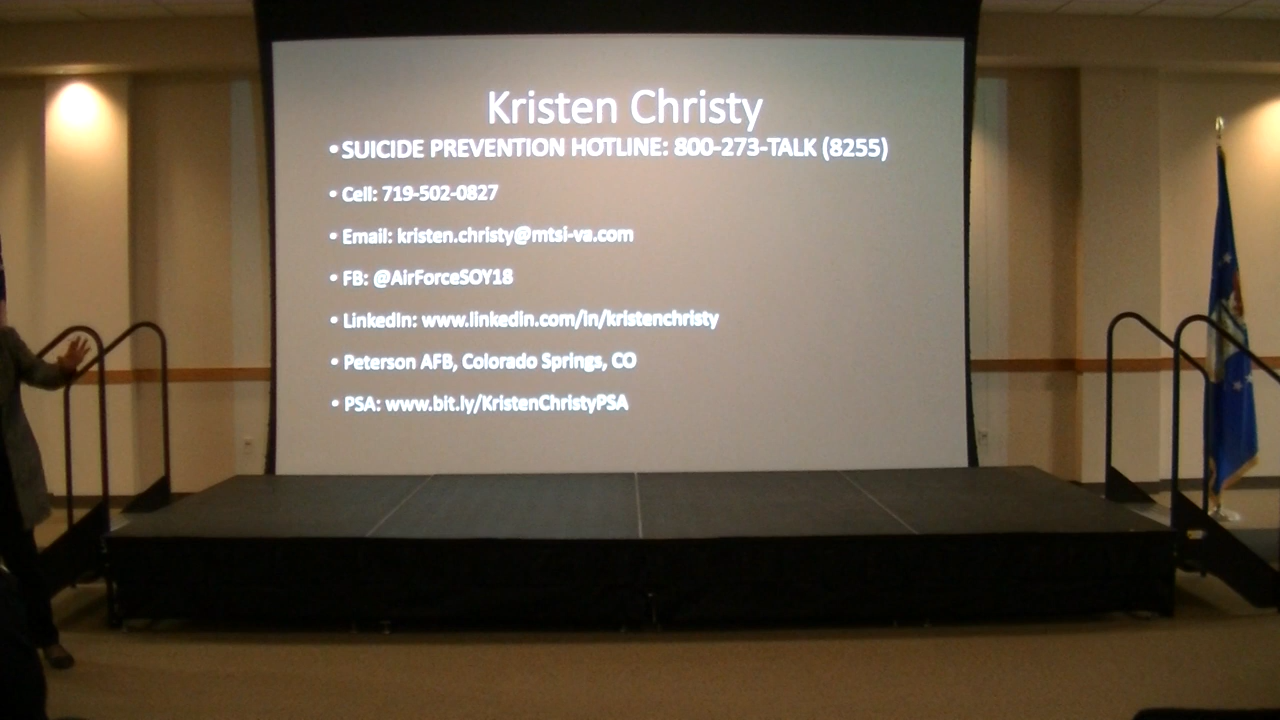 Kristen Christy
• SUICIDE PREVENTION HOTLINE: 800-273-TALK (8255)
• Cell: 719-502-0827
• Email: kristen.christy@mtsi-va.com
• FB: @AirForceSOY18
• LinkedIn: www.linkedin.com/in/kristenchristy
• Peterson AFB, Colorado Springs, CO
• PSA: www.bit.ly/KristenChristyPSA